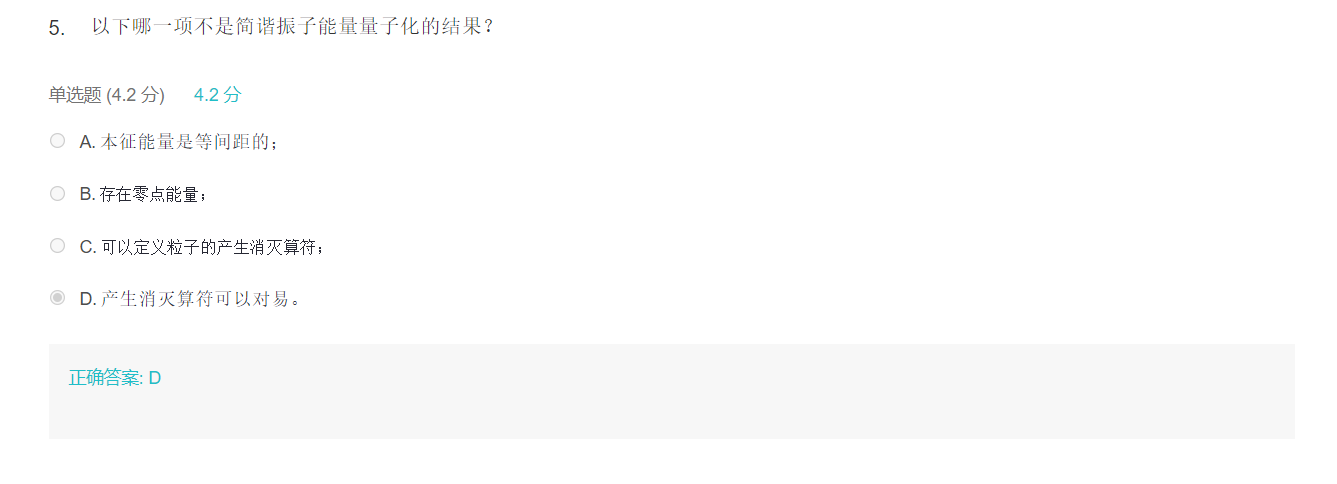 5. 以下哪一项不是简谐振子能量量子化的结果？
单选题 (4.2 分) 4.2 分
A. 本征能量是等间距的；
B. 存在零点能量；
C. 可以定义粒子的产生消灭算符；
D. 产生消灭算符可以对易。
正确答案: D